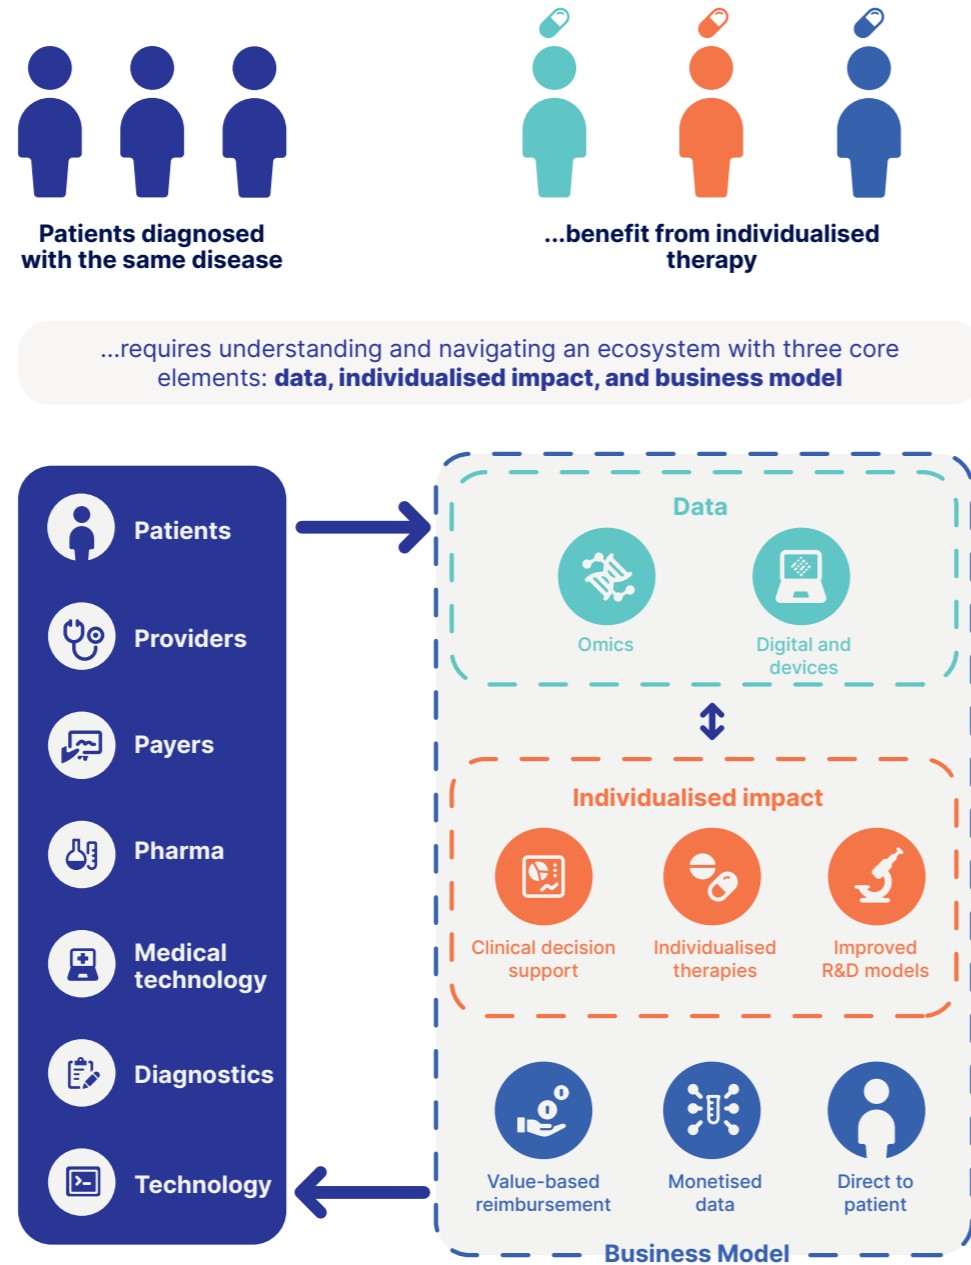 Patients diagnosed
with the same disease
...benefit from individualised
therapy
...requires understanding and navigating an ecosystem with three core
elements: data, individualised impact, and business model
Patients
Providers
Payers
Pharma
Medical
technology
Diagnostics
Technology
Data
Omics
Digital and
devices
Individualised impact
Clinical decision
support
Individualised
therapies
Improved
R&D models
Value-based
reimbursement
Monetised
data
Direct to
patient
Business Model